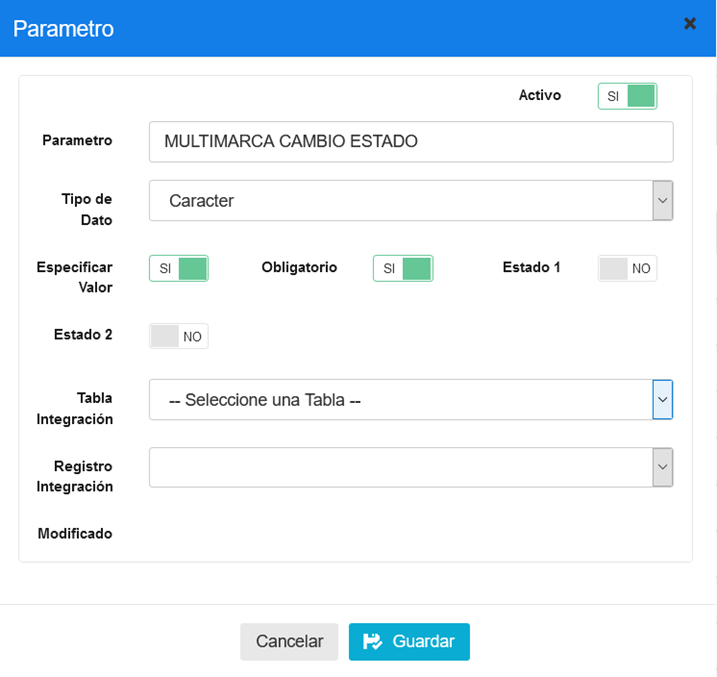 Parametro
Activo SI
Parametro MULTIMARCA CAMBIO ESTADO
Tipo de
Dato
Caracter
Especificar
Valor
SI Obligatorio SI Estado 1 NO
Estado 2 NO
Tabla
Integración
-- Seleccione una Tabla --
Registro
Integración
Modificado
Cancelar Guardar